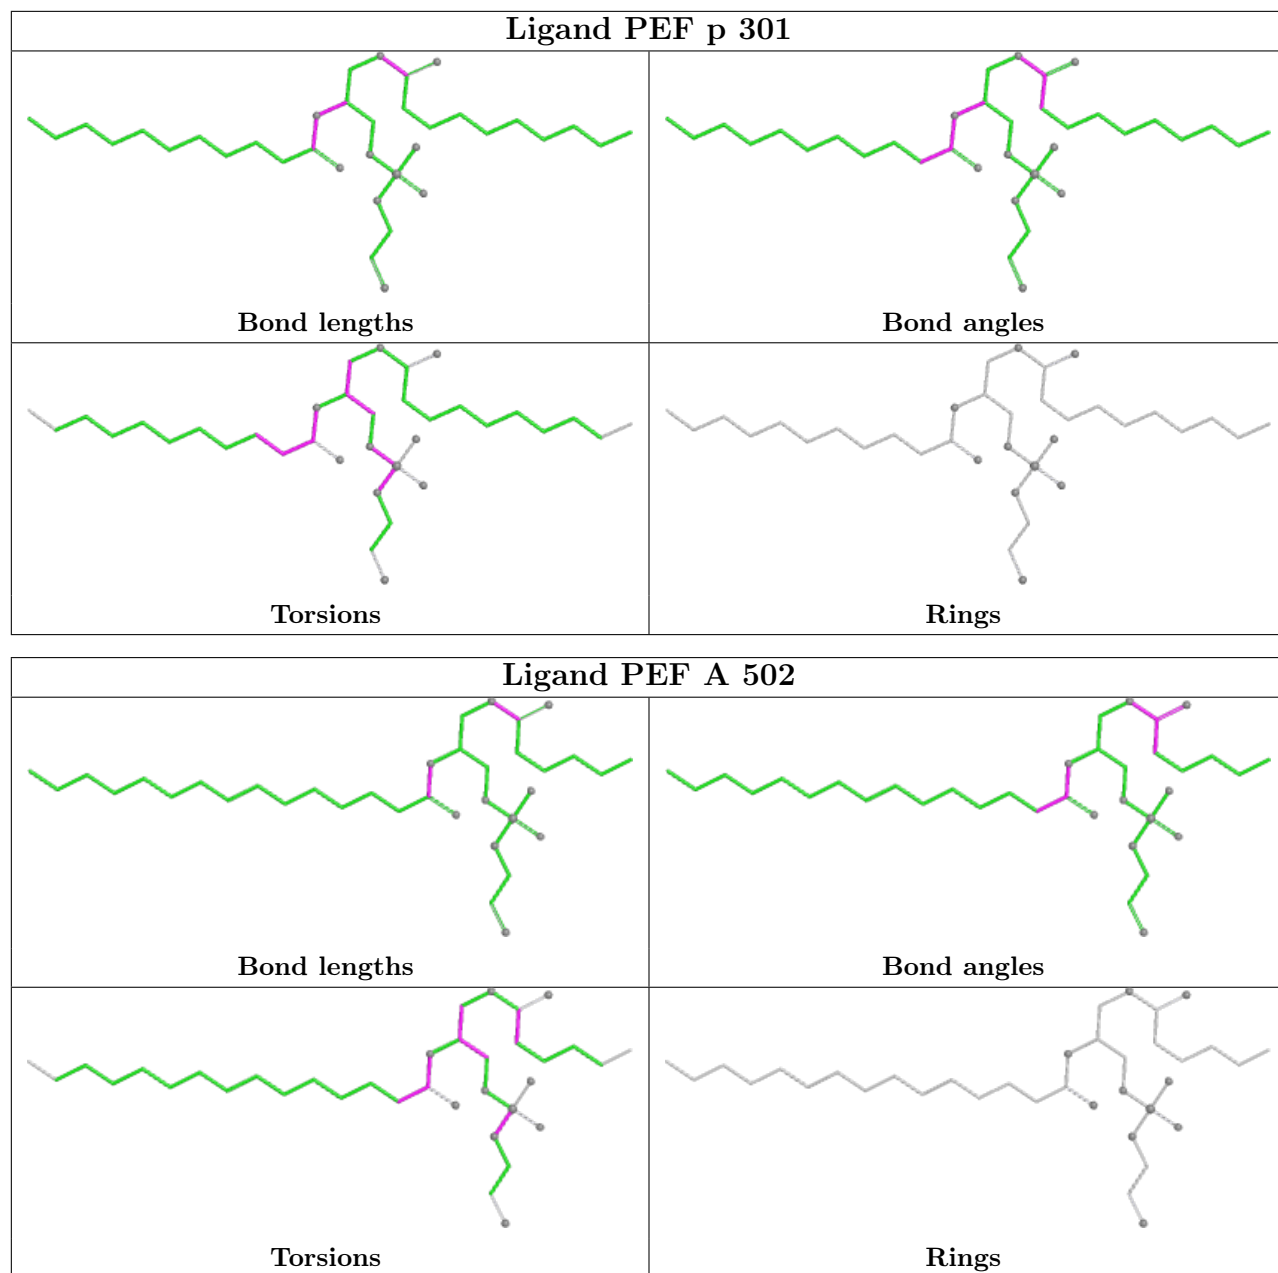 Ligand PEF p 301
Bond lengths
Bond angles
Torsions
Rings
Ligand PEF A 502
Bond lengths
Bond angles
Torsions
Rings